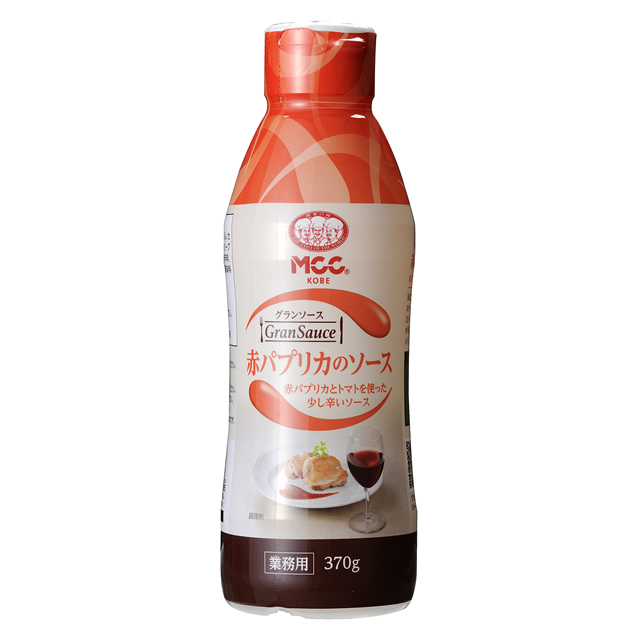 MCC®
KOBE
グランソース
GranSauce
赤パプリカのソース
赤パプリカとトマトを使った
少し辛いソース
調理例
業務用 370g